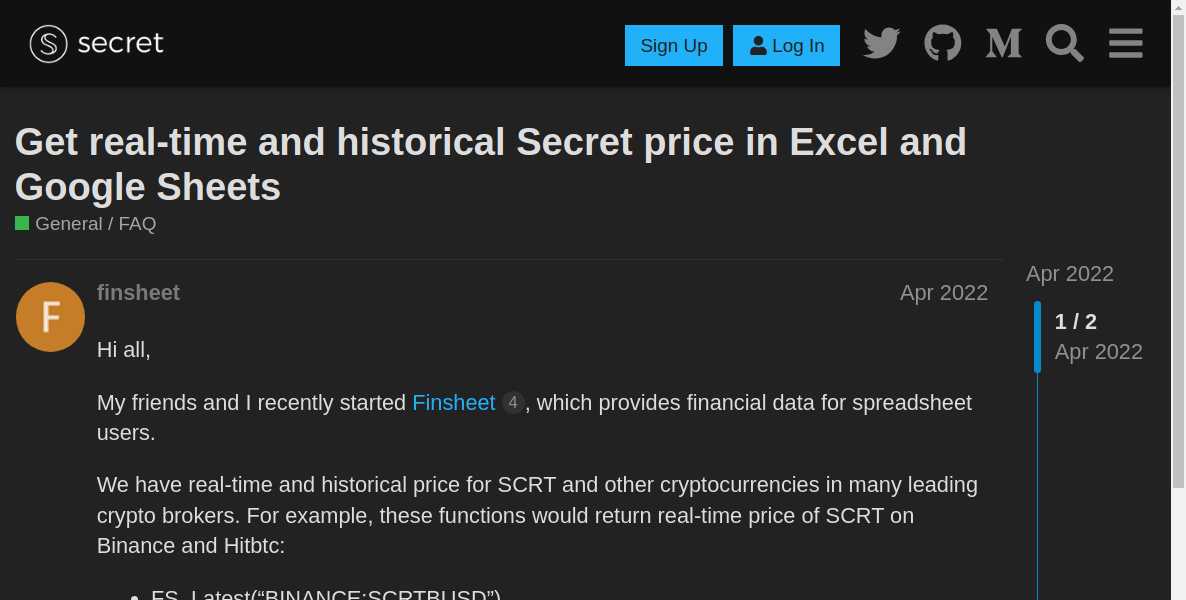 secret
Sign Up
Log In
Get real-time and historical Secret price in Excel and
Google Sheets
General / FAQ
finsheet
Apr 2022
Apr 2022
1 / 2
Apr 2022
Hi all,
My friends and I recently started Finsheet 4, which provides financial data for spreadsheet
users.
We have real-time and historical price for SCRT and other cryptocurrencies in many leading
crypto brokers. For example, these functions would return real-time price of SCRT on
Binance and Hitbtc:
• FS_Latest(“BINANCE:SCRTBUSD”)